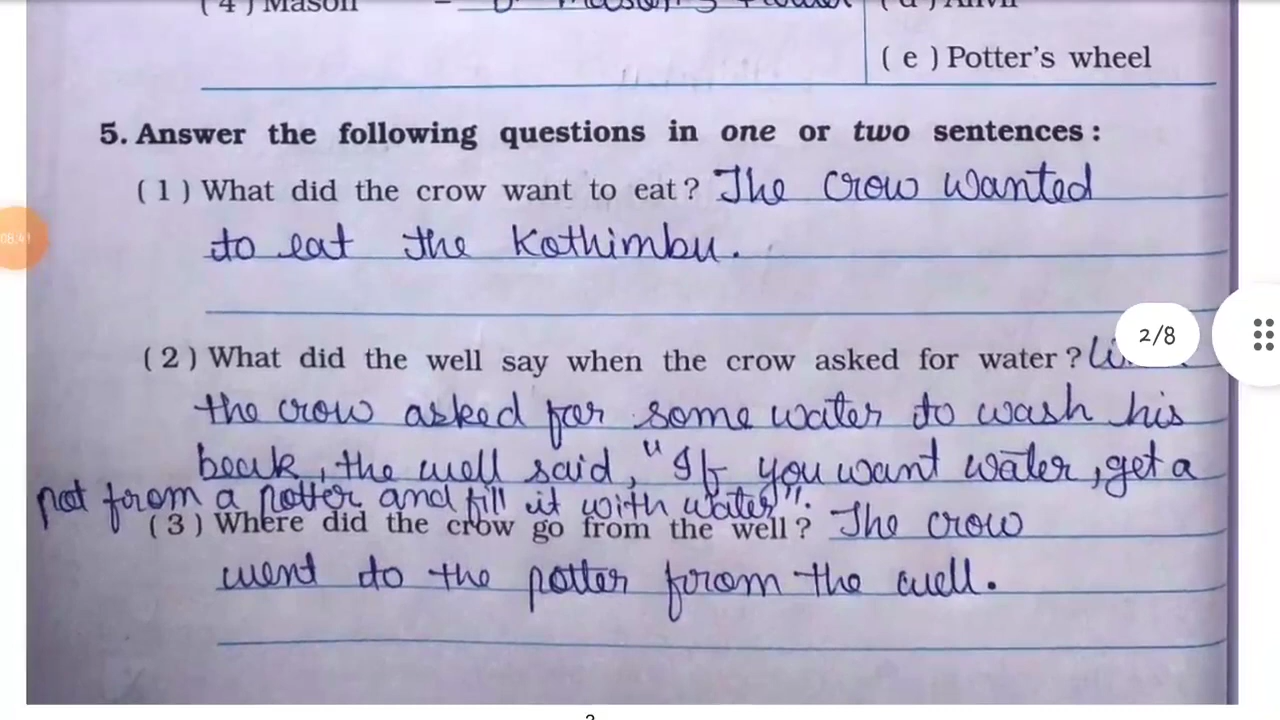 ( 4 ) Mason –
( e ) Potter's wheel
5. Answer the following questions in one or two sentences :
( 1 ) What did the crow want to eat? The crow wanted
to eat the Kothimbu.
08:41
2/8
( 2 ) What did the well say when the crow asked for water ?
the crow asked for some water to wash his
beak, the well said, "If you want water, get a
pot from a potter and fill it with water".
( 3 ) Where did the crow go from the well ? The crow
went to the potter from the well.